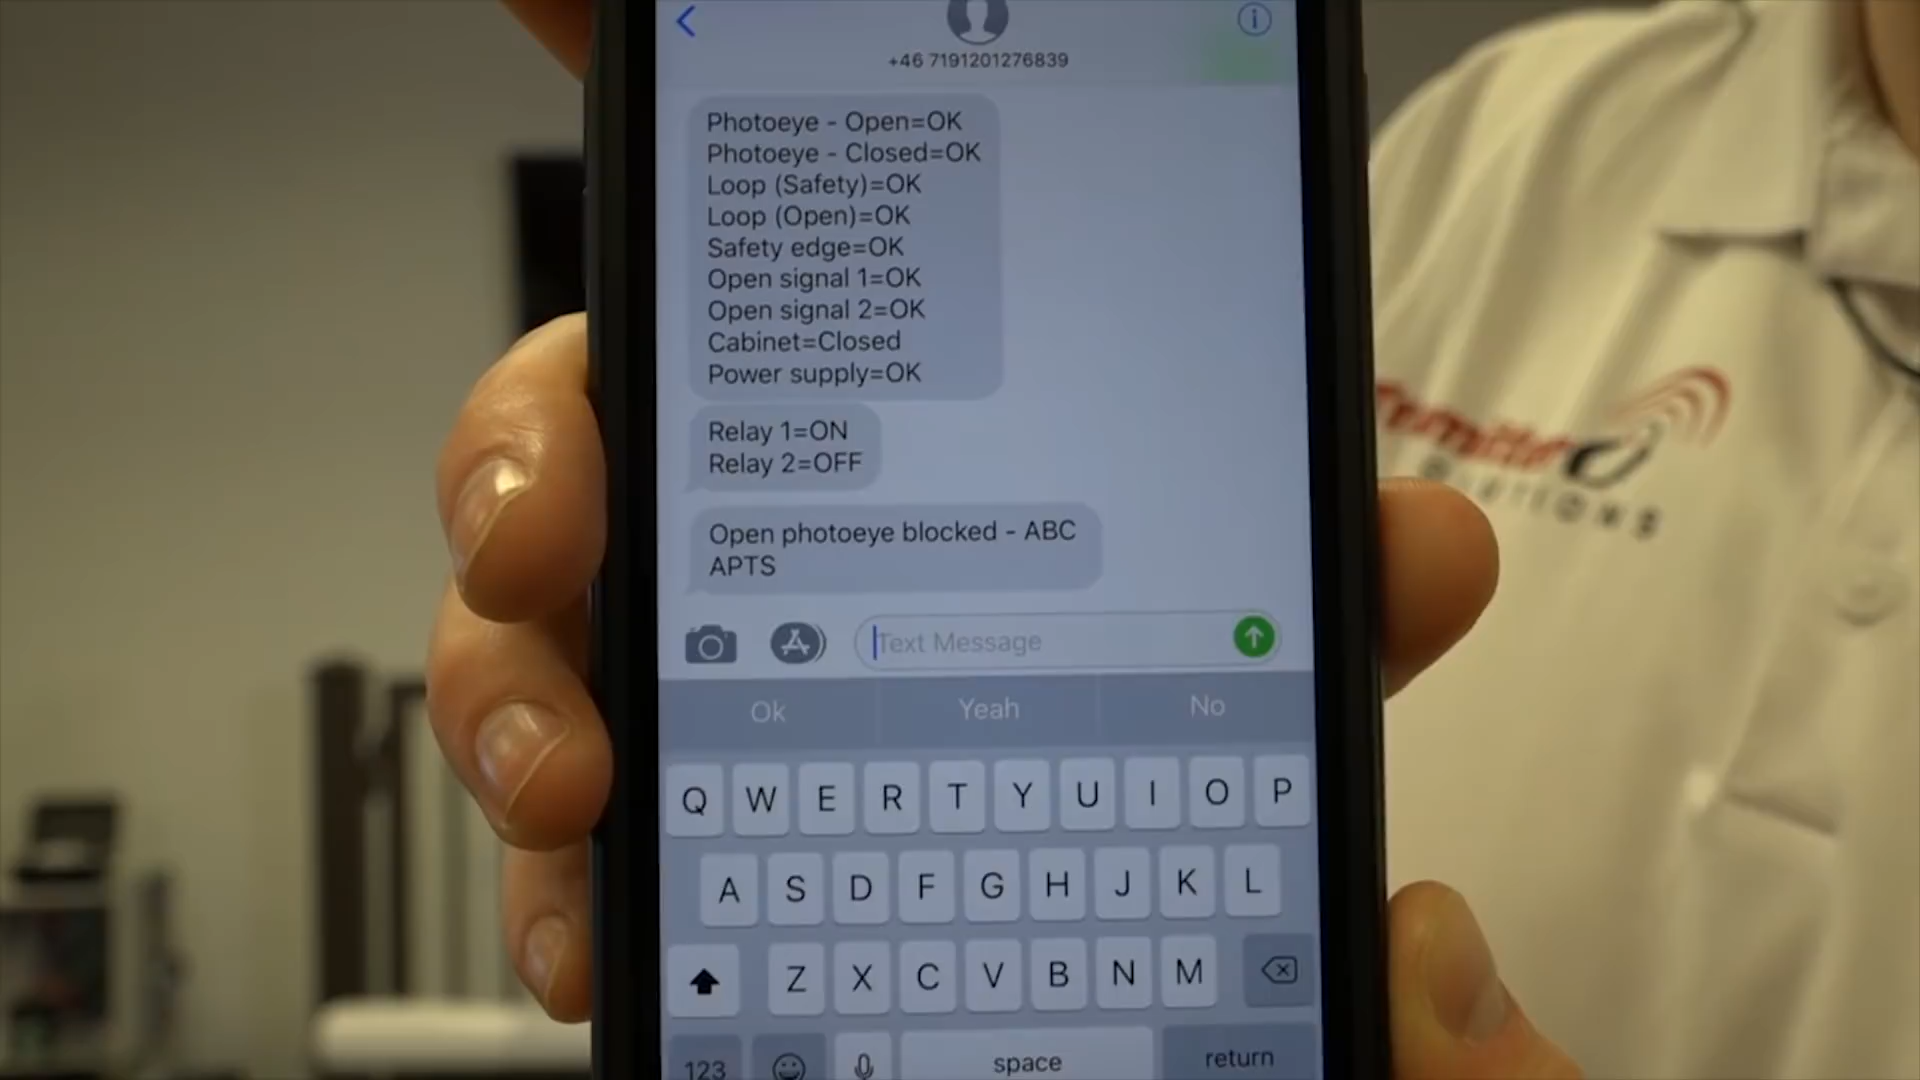 +46 7191201276839
Photoeye - Open=OK
Photoeye - Closed=OK
Loop (Safety)=OK
Loop (Open)=OK
Safety edge=OK
Open signal 1=OK
Open signal 2=OK
Cabinet=Closed
Power supply=OK
Relay 1=ON
Relay 2=OFF
Open photoeye blocked - ABC
APTS
Text Message
Ok Yeah No
Q W E R T Y U I O P
A S D F G H J K L
Z X C V B N M
123 space return